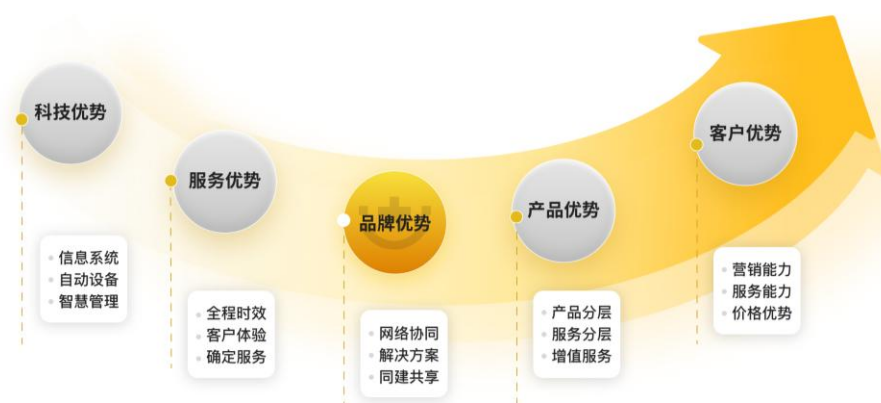 科技优势
信息系统
自动设备
智慧管理
服务优势
全程时效
客户体验
确定服务
品牌优势
网络协同
解决方案
同建共享
产品优势
产品分层
服务分层
增值服务
客户优势
营销能力
服务能力
价格优势